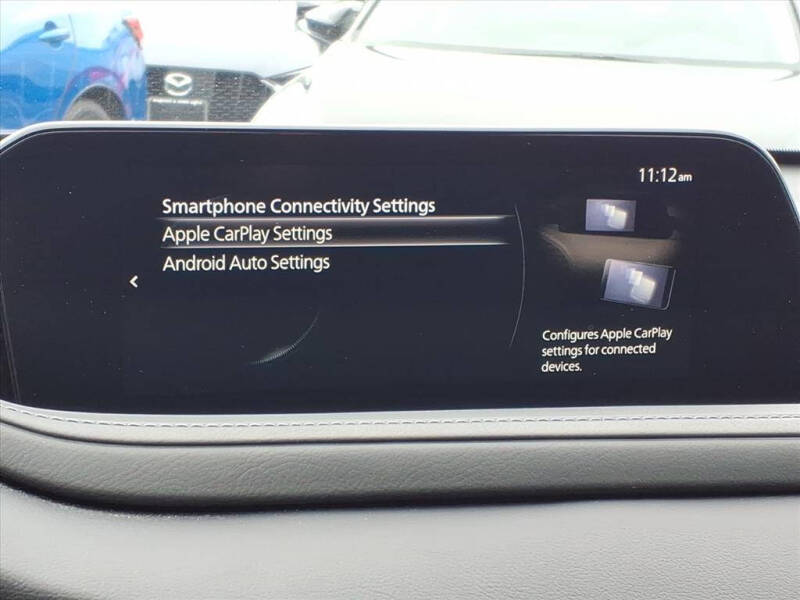 11:12am
Smartphone Connectivity Settings
Apple CarPlay Settings
Android Auto Settings
Configures Apple CarPlay
settings for connected
devices.